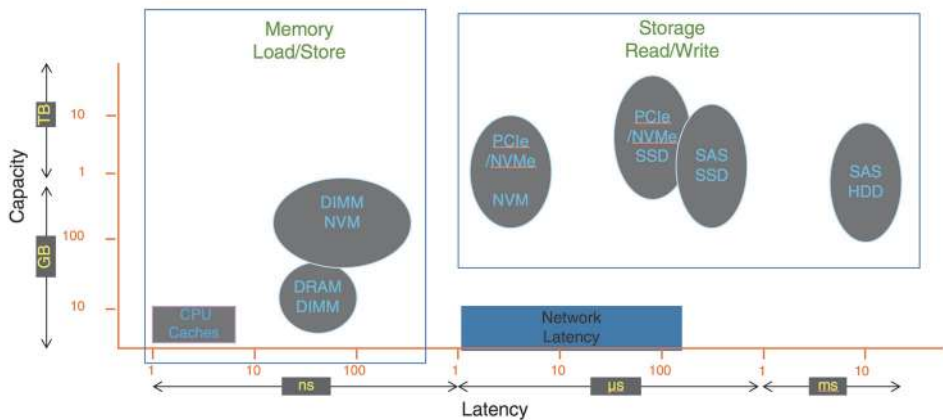 Memory
Load/Store
Storage
Read/Write
Capacity
TB
GB
10
1
100
10
PCIe
/NVMe
NVM
PCIe
/NVMe
SSD
SAS
SSD
SAS
HDD
DIMM
NVM
DRAM
DIMM
CPU
Caches
Network
Latency
1
10
100
1
10
100
1
10
ns
µs
ms
Latency